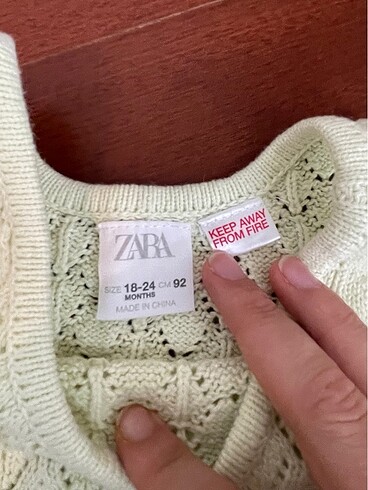 ZARA
SIZE 18-24 CM 92
MONTHS
MADE IN CHINA
KEEP AWAY
FROM FIRE